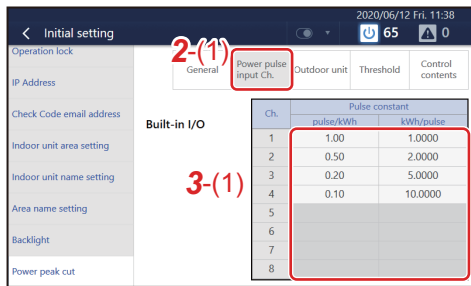 2020/06/12 Fri. 11:38
Initial setting
65
0
Operation lock
IP Address
Check Code email address
Indoor unit area setting
Indoor unit name setting
Area name setting
Backlight
Power peak cut
2-(1)
General
Power pulse
input Ch.
Outdoor unit
Threshold
Control
contents
Built-in I/O
3-(1)
Ch. Pulse constant
pulse/kWh kWh/pulse
1 1.00 1.0000
2 0.50 2.0000
3 0.20 5.0000
4 0.10 10.0000
5
6
7
8